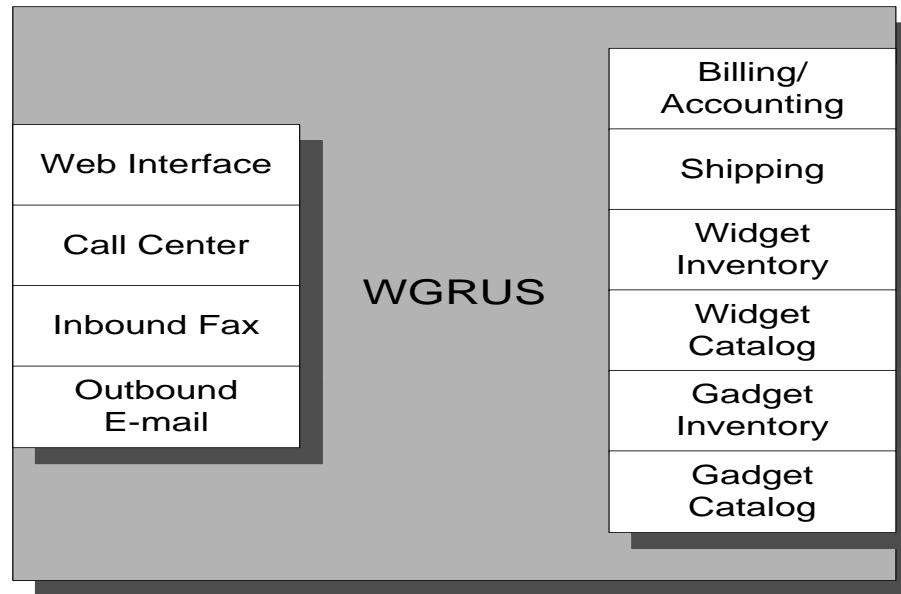 Web Interface
Call Center
Inbound Fax
Outbound
E-mail
WGRUS
Billing/
Accounting
Shipping
Widget
Inventory
Widget
Catalog
Gadget
Inventory
Gadget
Catalog